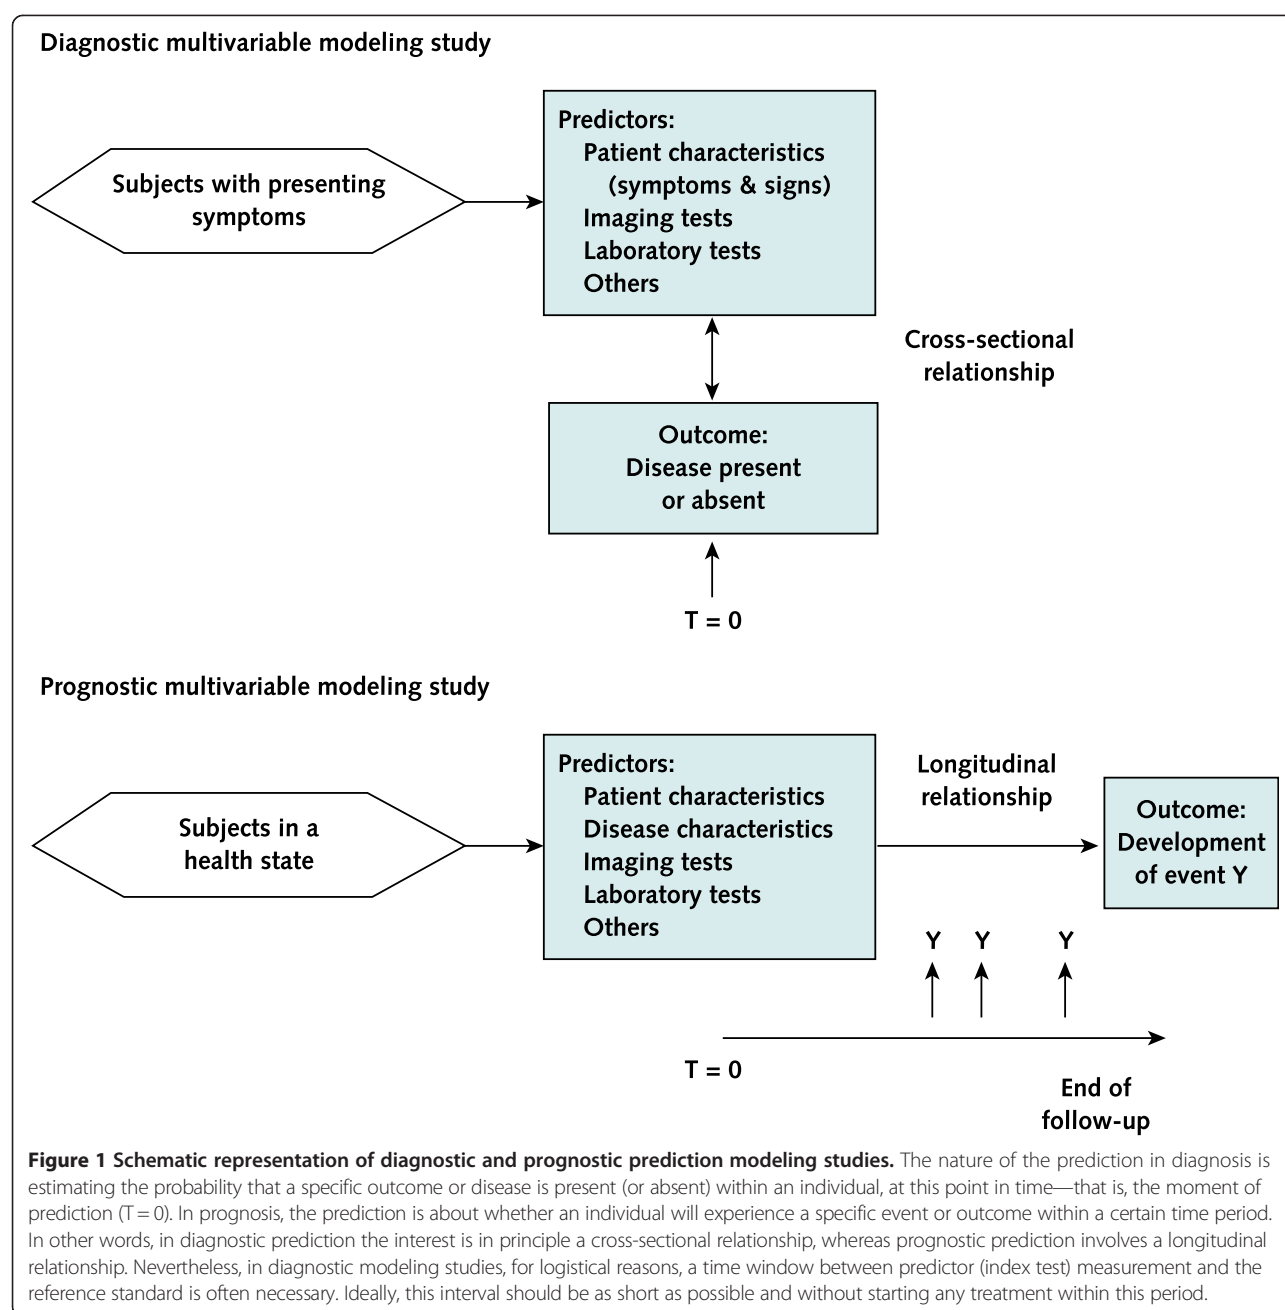 Diagnostic multivariable modeling study
Subjects with presenting
symptoms
Predictors:
Patient characteristics
(symptoms & signs)
Imaging tests
Laboratory tests
Others
Cross-sectional
relationship
Outcome:
Disease present
or absent
T = 0
Prognostic multivariable modeling study
Subjects in a
health state
Predictors:
Patient characteristics
Disease characteristics
Imaging tests
Laboratory tests
Others
Longitudinal
relationship
Outcome:
Development
of event Y
Y Y Y
T = 0
End of
follow-up
Figure 1 Schematic representation of diagnostic and prognostic prediction modeling studies. The nature of the prediction in diagnosis is
estimating the probability that a specific outcome or disease is present (or absent) within an individual, at this point in time—that is, the moment of
prediction (T = 0). In prognosis, the prediction is about whether an individual will experience a specific event or outcome within a certain time period.
In other words, in diagnostic prediction the interest is in principle a cross-sectional relationship, whereas prognostic prediction involves a longitudinal
relationship. Nevertheless, in diagnostic modeling studies, for logistical reasons, a time window between predictor (index test) measurement and the
reference standard is often necessary. Ideally, this interval should be as short as possible and without starting any treatment within this period.